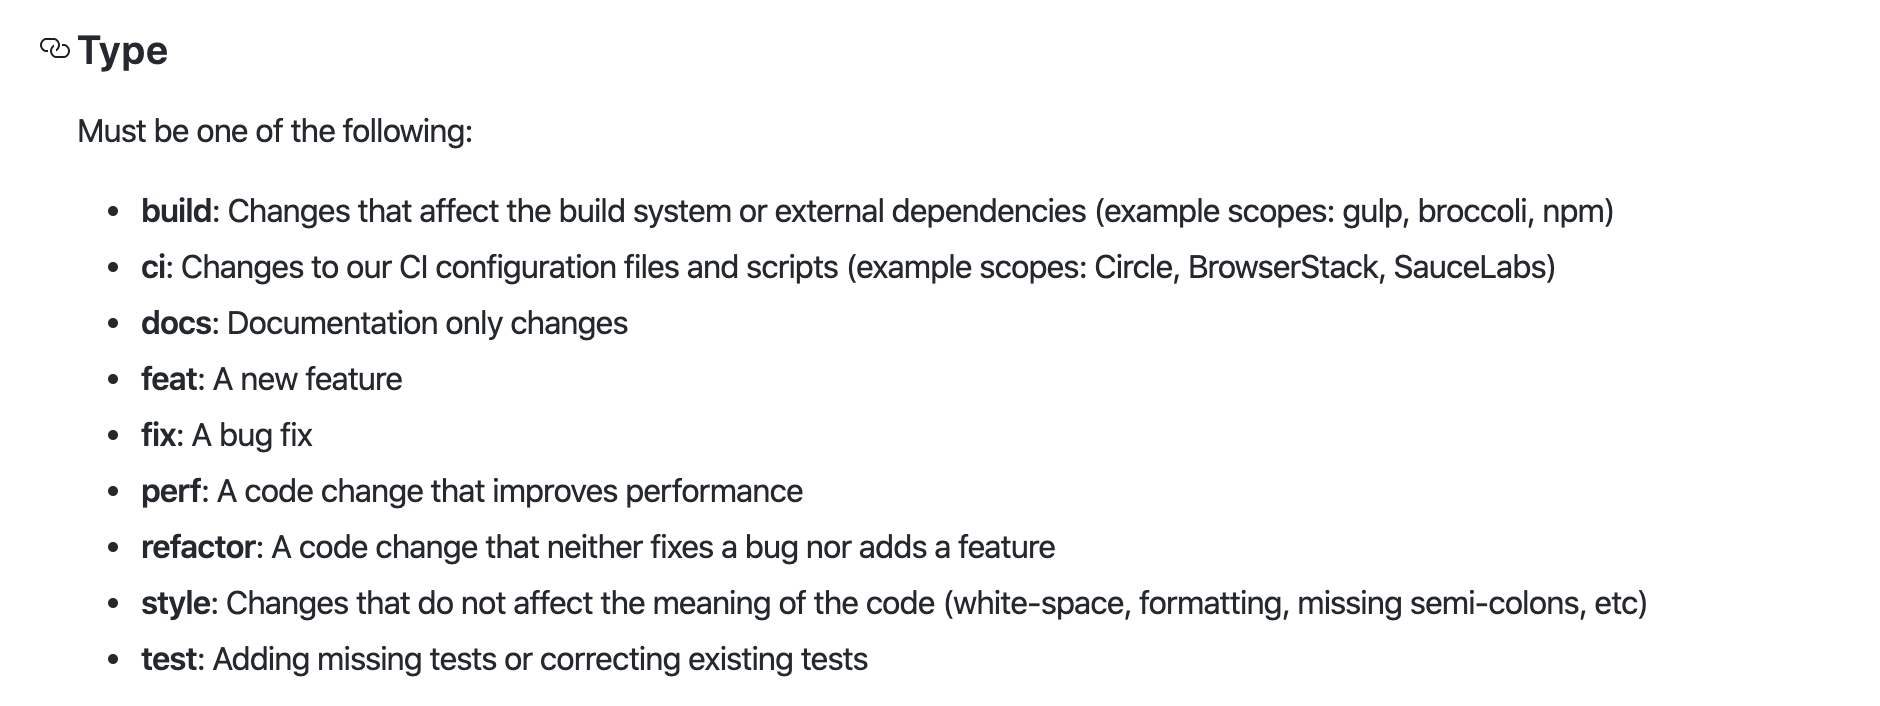 Type
Must be one of the following:
• build: Changes that affect the build system or external dependencies (example scopes: gulp, broccoli, npm)
• ci: Changes to our CI configuration files and scripts (example scopes: Circle, BrowserStack, SauceLabs)
• docs: Documentation only changes
• feat: A new feature
• fix: A bug fix
• perf: A code change that improves performance
• refactor: A code change that neither fixes a bug nor adds a feature
• style: Changes that do not affect the meaning of the code (white-space, formatting, missing semi-colons, etc)
• test: Adding missing tests or correcting existing tests